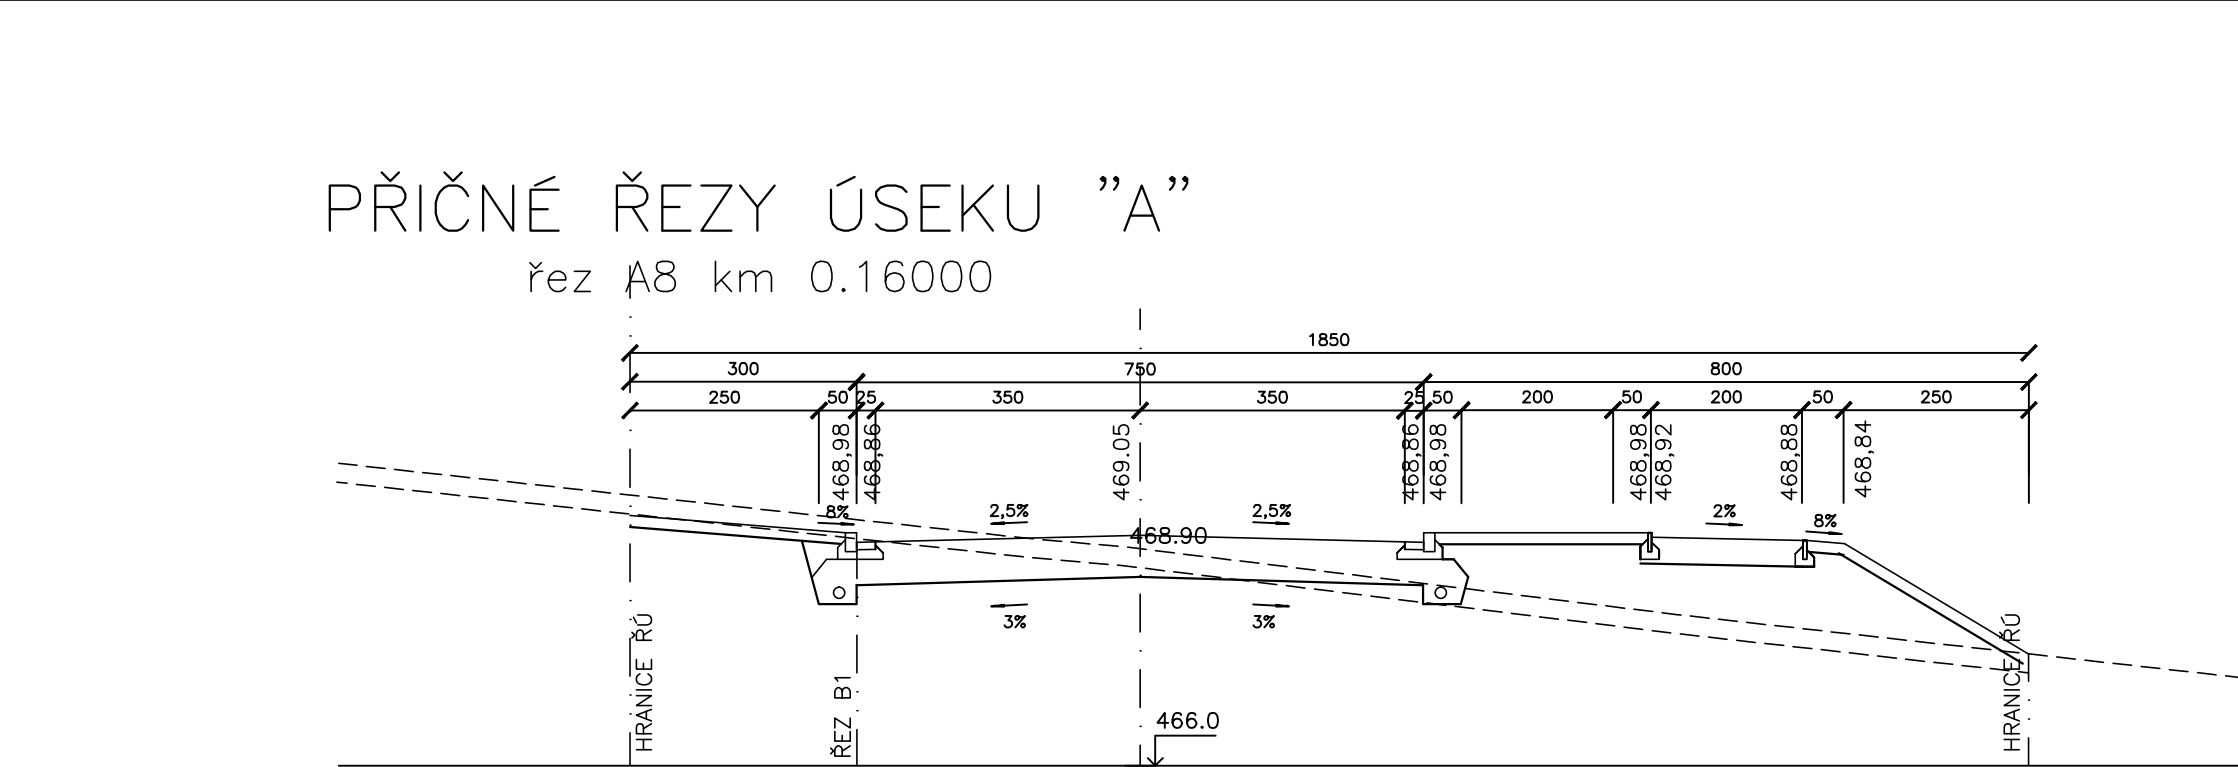 PŘIČNÉ ŘEZY ÚSEKU "A"
řez A8 km 0.16000
1850
300 750 800
250 50 25 350 350 25 50 200 50 200 50 250
468,98 468,86 469.05 468,86 468,98 468,98 468,92 468,88 468,84
8% 2,5% 2,5% 2% 8%
468.90
3% 3%
HRANICE ŘÚ ŘEZ B1 HRANICE ŘÚ
466.0